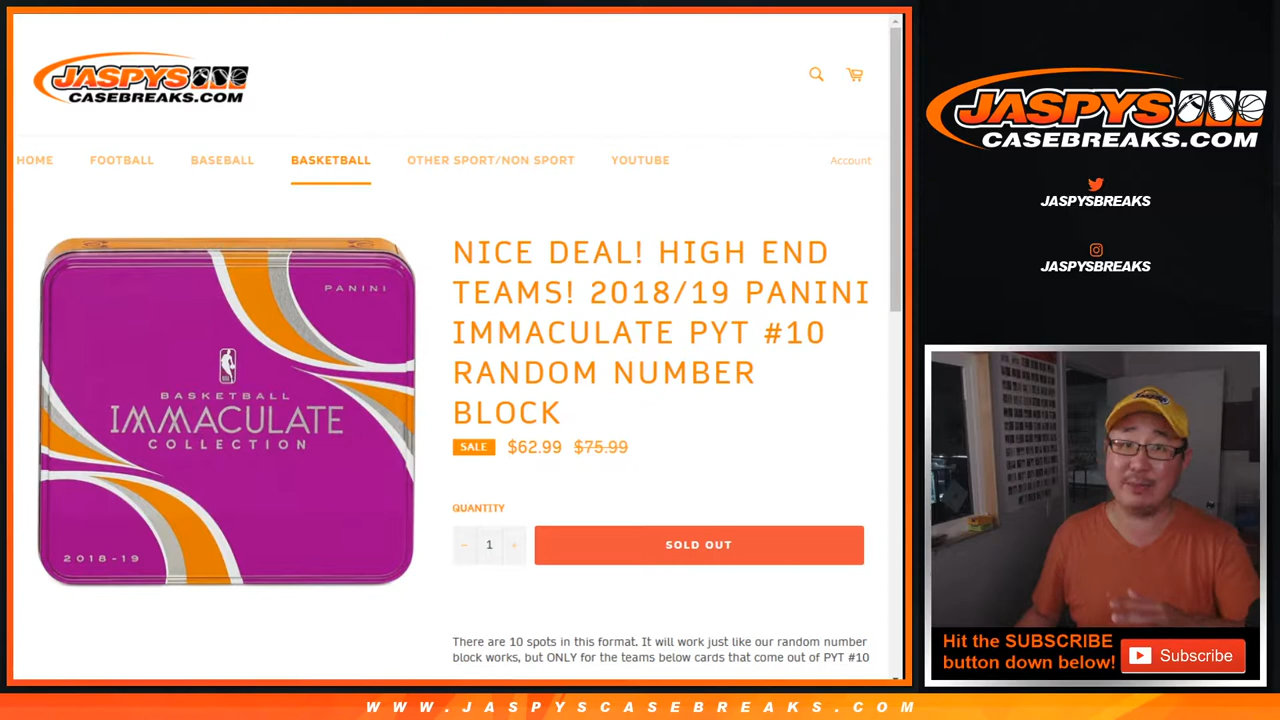 JASPYS
CASEBREAKS.COM
HOME
FOOTBALL
BASEBALL
BASKETBALL
OTHER SPORT/NON SPORT
YOUTUBE
Account
PANINI
NBA
BASKETBALL
IMMACULATE
COLLECTION
2018-19
NICE DEAL! HIGH END
TEAMS! 2018/19 PANINI
IMMACULATE PYT #10
RANDOM NUMBER
BLOCK
SALE $62.99 $75.99
QUANTITY
− 1 +
SOLD OUT
There are 10 spots in this format. It will work just like our random number
block works, but ONLY for the teams below cards that come out of PYT #10
JASPYS
CASEBREAKS.COM
JASPYSBREAKS
JASPYSBREAKS
Hit the SUBSCRIBE
button down below!
Subscribe
WWW.JASPYSCASEBREAKS.COM